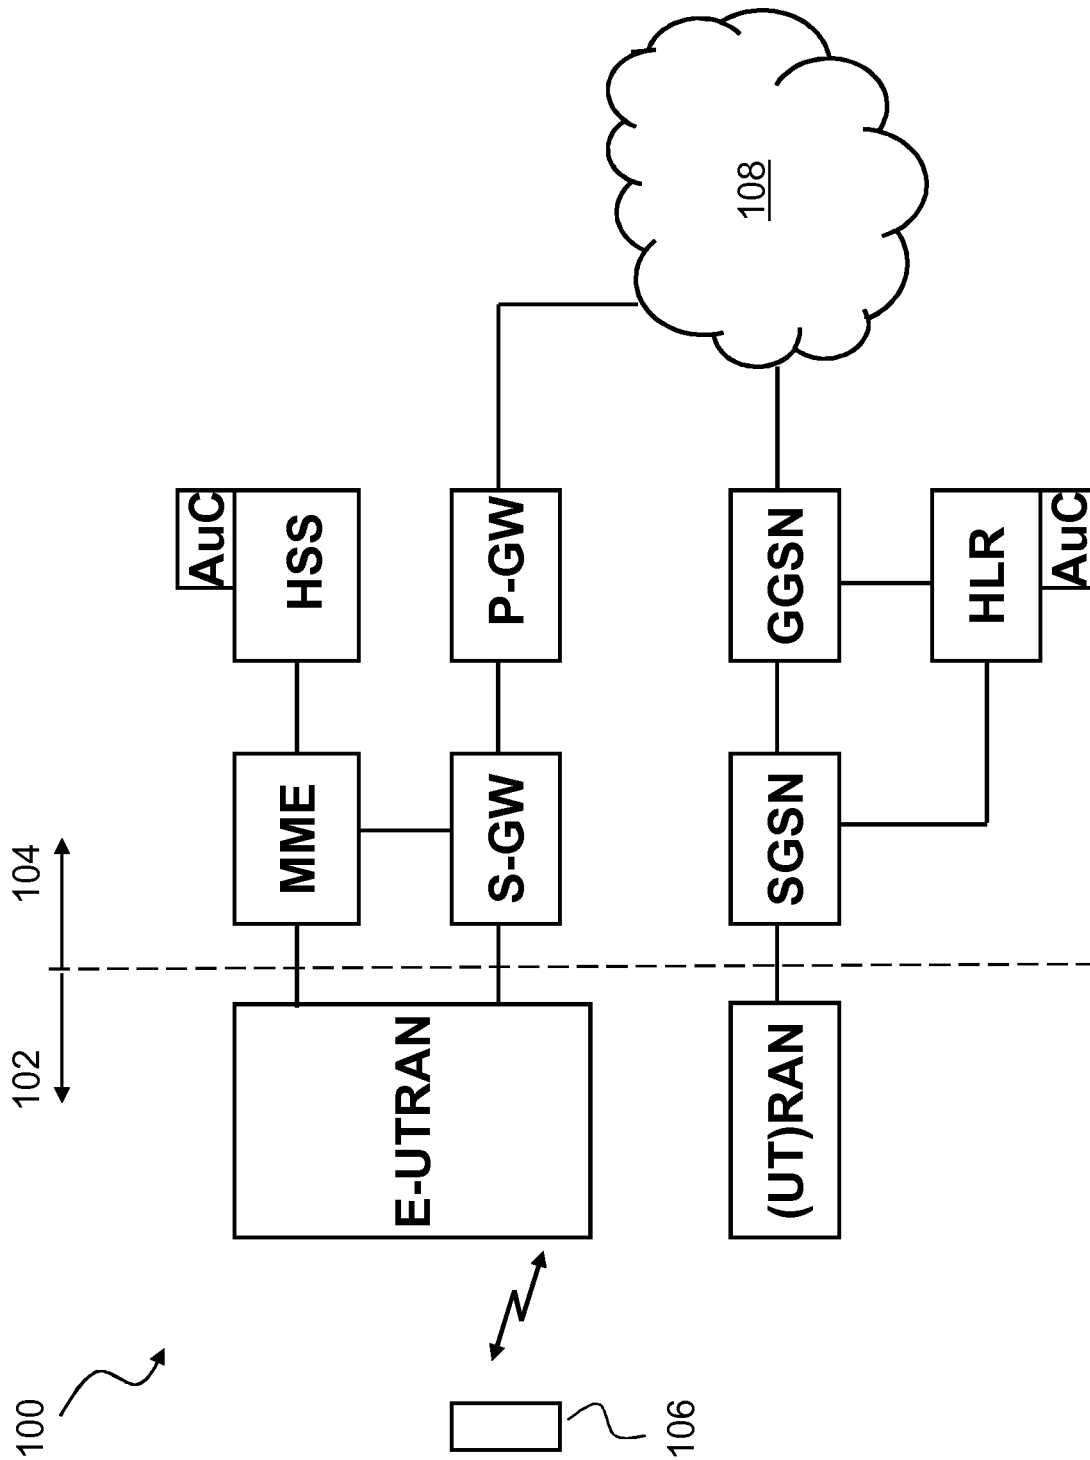 100
102
104
106
E-UTRAN
MME
AuC
HSS
S-GW
P-GW
108
(UT)RAN
SGSN
GGSN
HLR
AuC